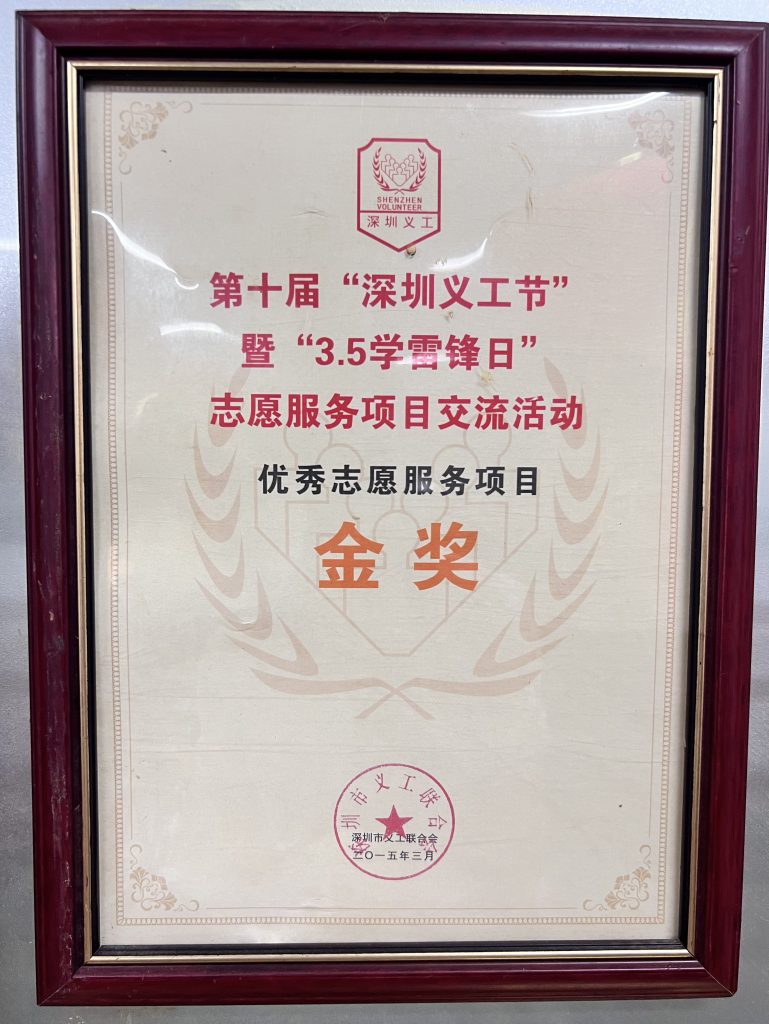 SHENZHEN
VOLUNTEER
深圳义工
第十届“深圳义工节”
暨“3.5学雷锋日”
志愿服务项目交流活动
优秀志愿服务项目
金奖
深圳市义工联合会
深圳市义工联合会
二〇一五年三月